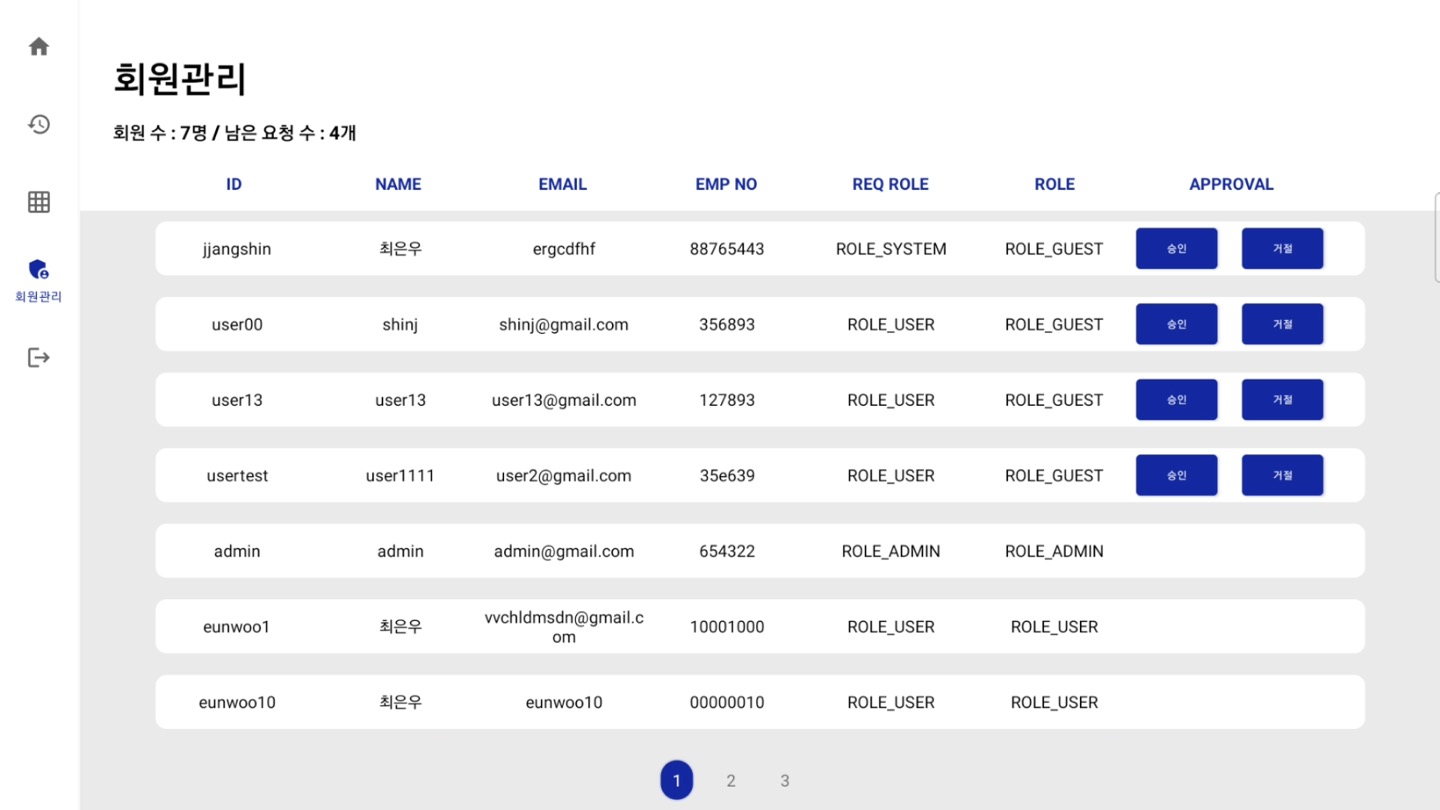 회원관리
회원 수 : 7명 / 남은 요청 수 : 4개
ID NAME EMAIL EMP NO REQ ROLE ROLE APPROVAL
jjangshin 최은우 ergcdfhf 88765443 ROLE_SYSTEM ROLE_GUEST 승인 거절
user00 shinj shinj@gmail.com 356893 ROLE_USER ROLE_GUEST 승인 거절
회원관리
user13 user13 user13@gmail.com 127893 ROLE_USER ROLE_GUEST 승인 거절
usertest user1111 user2@gmail.com 35e639 ROLE_USER ROLE_GUEST 승인 거절
admin admin admin@gmail.com 654322 ROLE_ADMIN ROLE_ADMIN
eunwoo1 최은우 vvchldmsdn@gmail.c 10001000 ROLE_USER ROLE_USER
om
eunwoo10 최은우 eunwoo10 00000010 ROLE_USER ROLE_USER
1 2 3